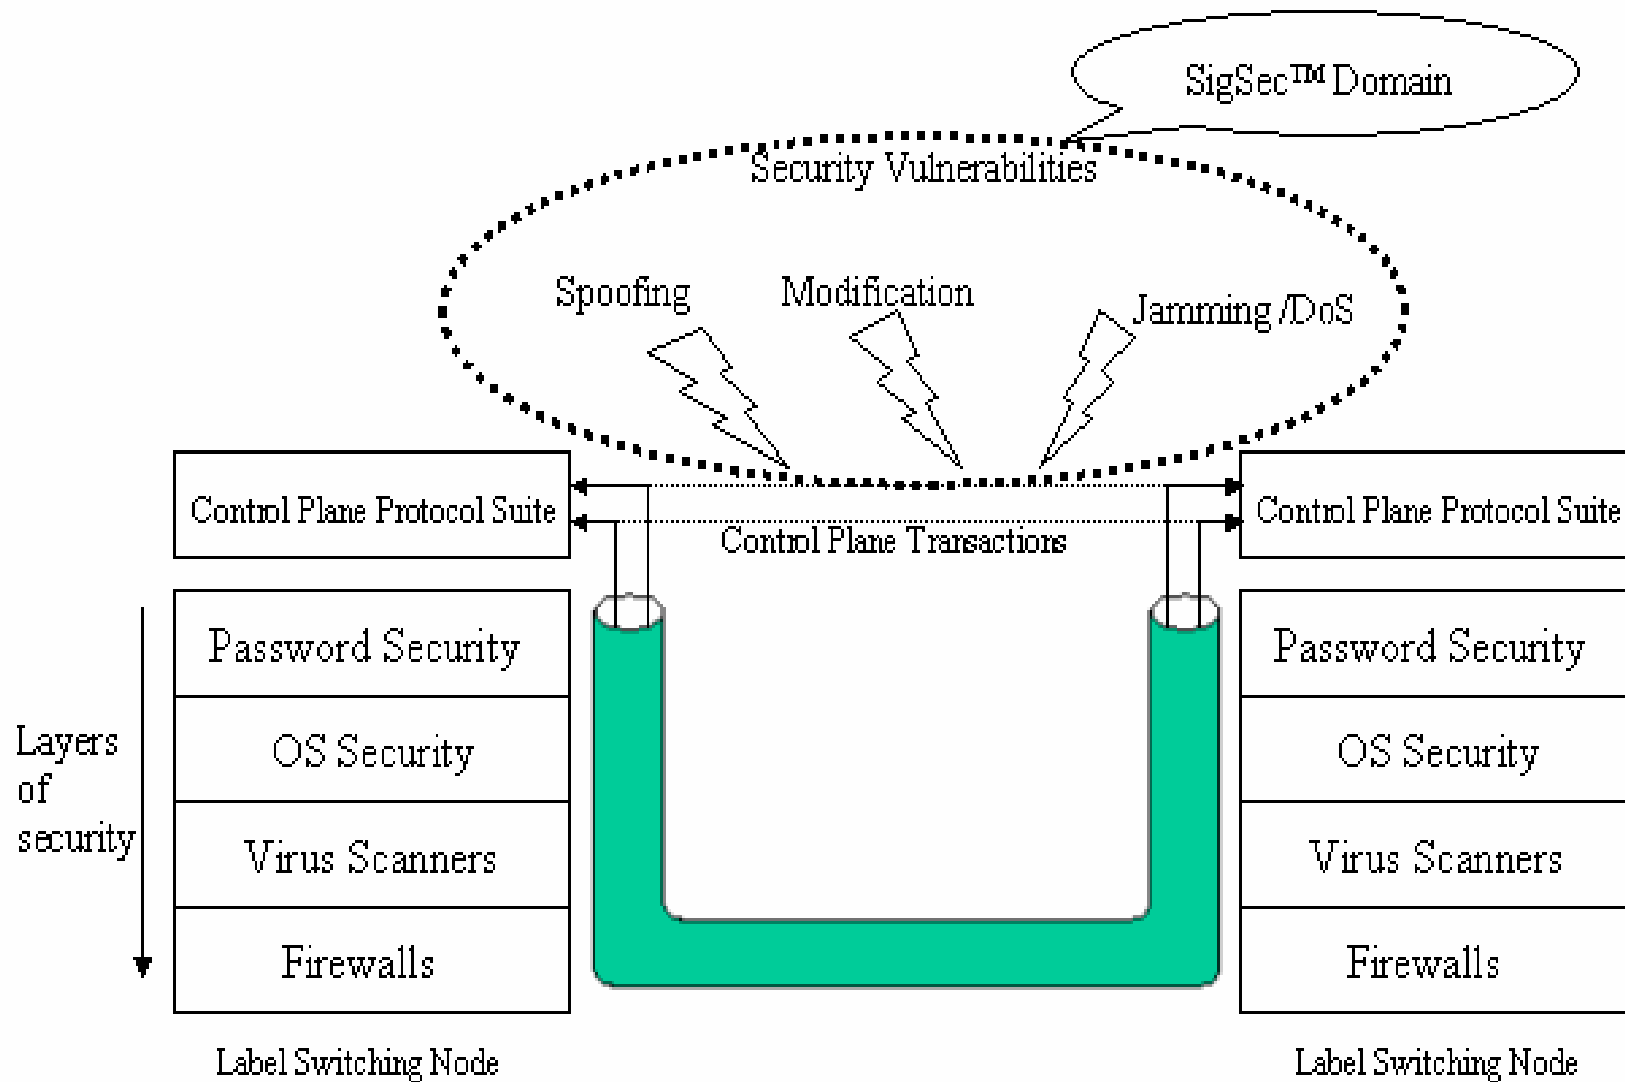 SigSec™ Domain
Security Vulnerabilities
Spoofing
Modification
Jamming /DoS
Control Plane Protocol Suite
Control Plane Protocol Suite
Control Plane Transactions
Layers
of
security
Password Security
OS Security
Virus Scanners
Firewalls
Password Security
OS Security
Virus Scanners
Firewalls
Label Switching Node
Label Switching Node